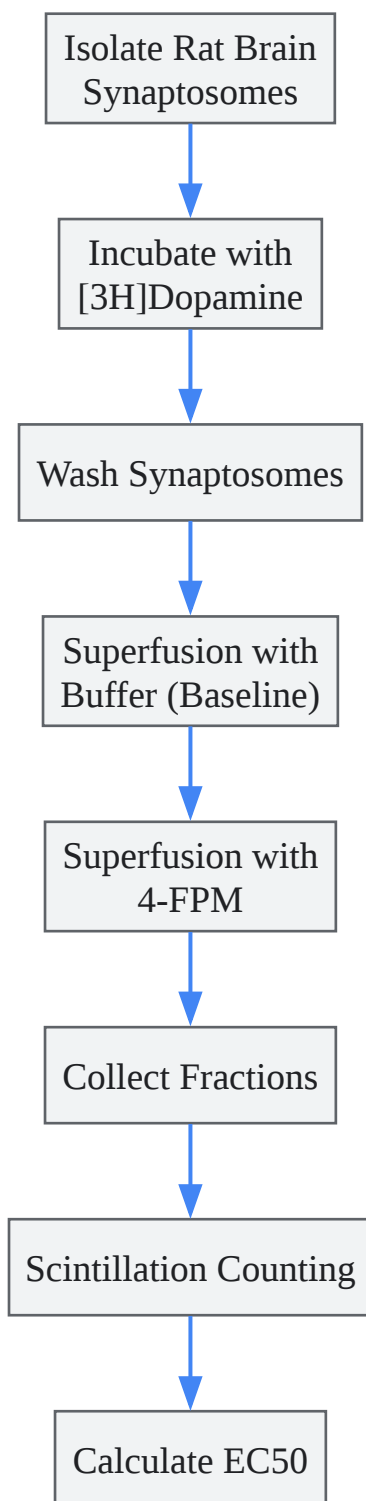 Isolate Rat Brain
Synaptosomes
Incubate with
[3H]Dopamine
Wash Synaptosomes
Superfusion with
Buffer (Baseline)
Superfusion with
4-FPM
Collect Fractions
Scintillation Counting
Calculate EC50